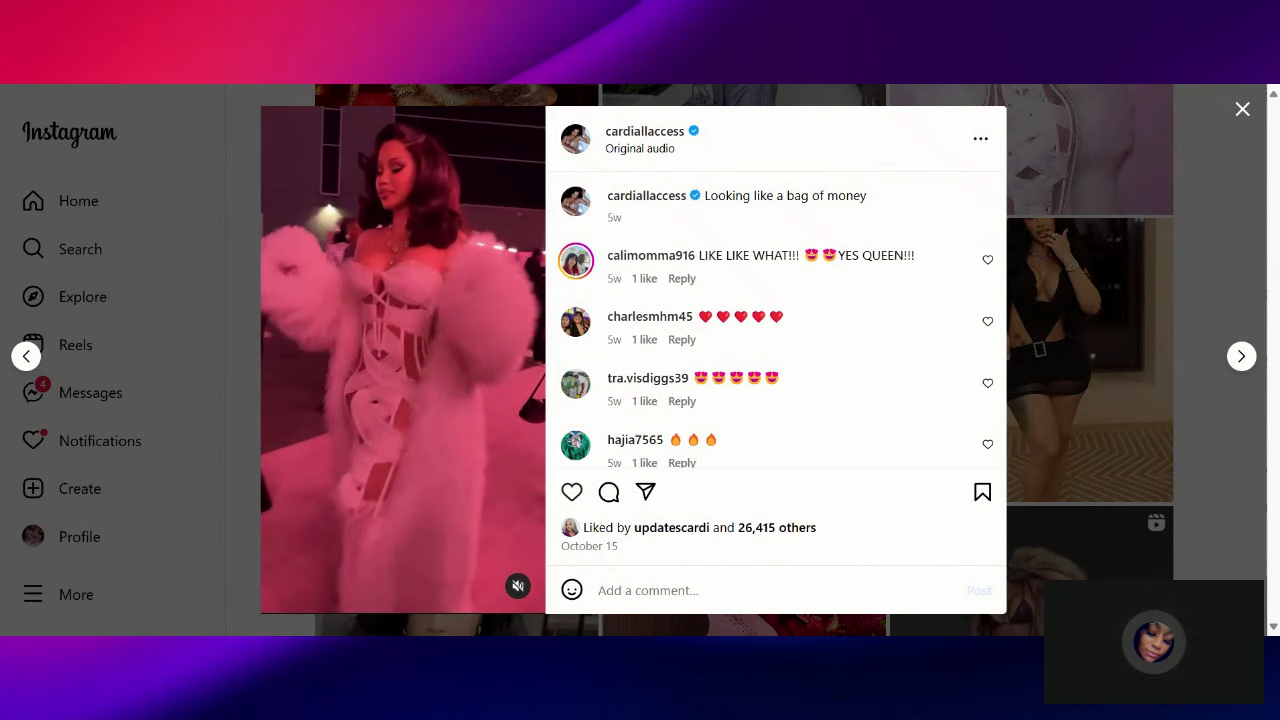 Instagram
Home
Search
Explore
Reels
4
Messages
Notifications
Create
Profile
More
cardiallaccess
Original audio
cardiallaccess Looking like a bag of money
5w
calimomma916 LIKE LIKE WHAT!!! 😍 😍YES QUEEN!!!
5w 1 like Reply
charlesmhm45 ❤️ ❤️ ❤️ ❤️ ❤️
5w 1 like Reply
tra.visdiggs39 😍 😍 😍 😍 😍
5w 1 like Reply
hajia7565 🔥 🔥 🔥
5w 1 like Reply
Liked by updatescardi and 26,415 others
October 15
Add a comment...
Post